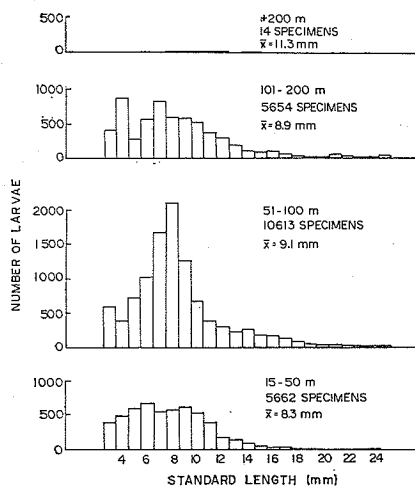 500
0
+200 m
14 SPECIMENS
x̄ = 11.3 mm
1000
500
0
101-200 m
5654 SPECIMENS
x̄ = 8.9 mm
2000
1500
1000
500
0
51-100 m
10613 SPECIMENS
x̄ = 9.1 mm
NUMBER OF LARVAE
1000
500
0
15-50 m
5662 SPECIMENS
x̄ = 8.3 mm
4 6 8 10 12 14 16 18 20 22 24
STANDARD LENGTH (mm)